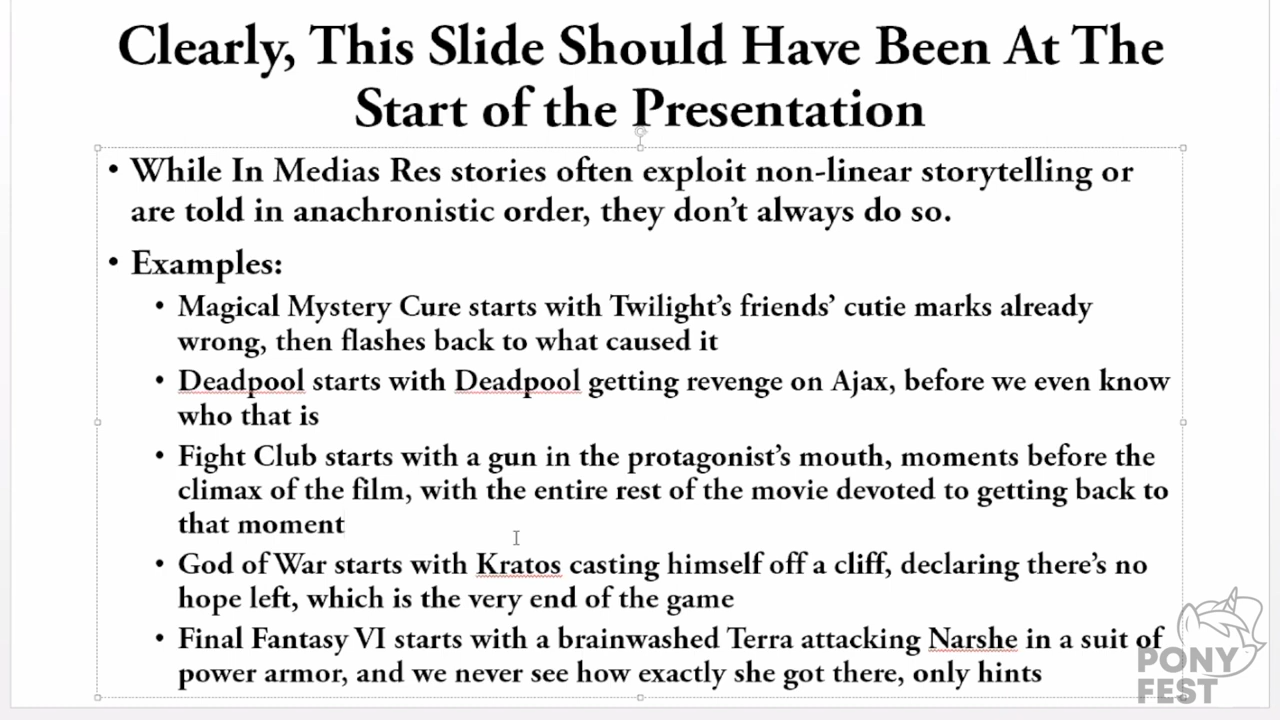 Clearly, This Slide Should Have Been At The
Start of the Presentation
• While In Medias Res stories often exploit non-linear storytelling or
are told in anachronistic order, they don't always do so.
• Examples:
• Magical Mystery Cure starts with Twilight's friends' cutie marks already
wrong, then flashes back to what caused it
• Deadpool starts with Deadpool getting revenge on Ajax, before we even know
who that is
• Fight Club starts with a gun in the protagonist's mouth, moments before the
climax of the film, with the entire rest of the movie devoted to getting back to
that moment
• God of War starts with Kratos casting himself off a cliff, declaring there's no
hope left, which is the very end of the game
• Final Fantasy VI starts with a brainwashed Terra attacking Narshe in a suit of
power armor, and we never see how exactly she got there, only hints
PONY
FEST